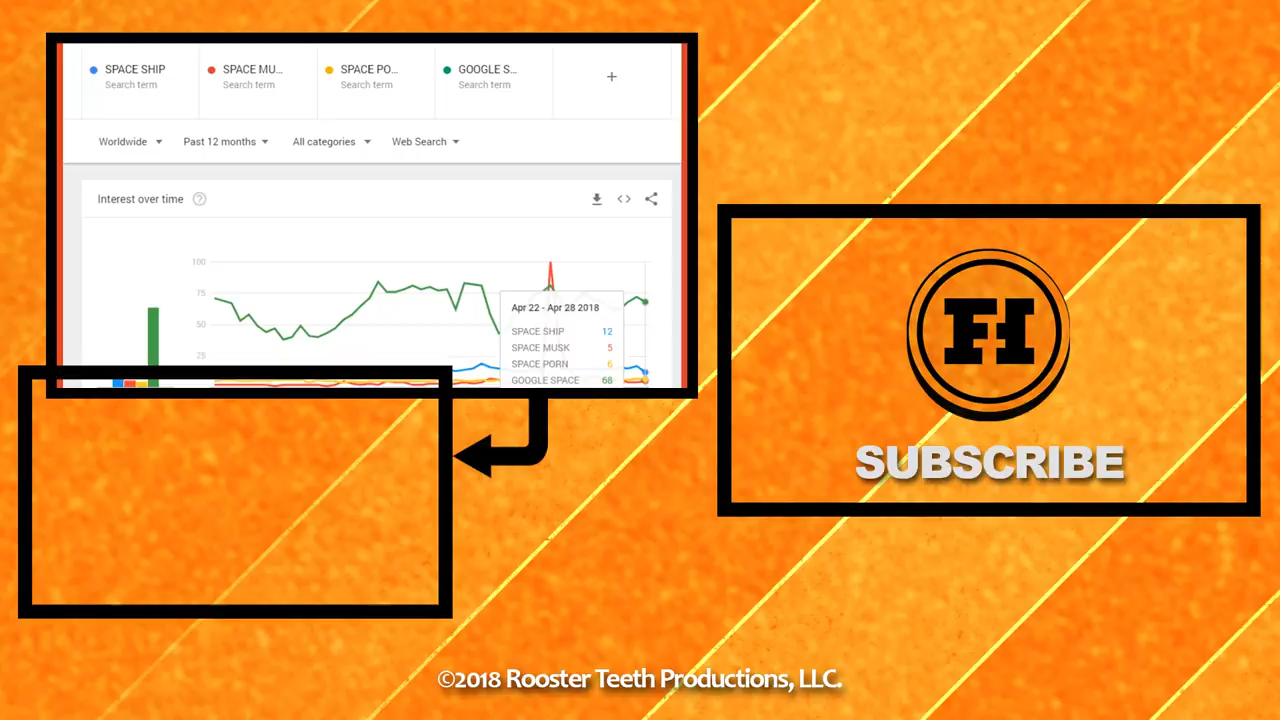 SPACE SHIP
Search term
SPACE MU...
Search term
SPACE PO...
Search term
GOOGLE S...
Search term
+
Worldwide
Past 12 months
All categories
Web Search
Interest over time ?
100
75
50
25
Apr 22 - Apr 28 2018
SPACE SHIP 12
SPACE MUSK 5
SPACE PORN 6
GOOGLE SPACE 68
FH
SUBSCRIBE
©2018 Rooster Teeth Productions, LLC.